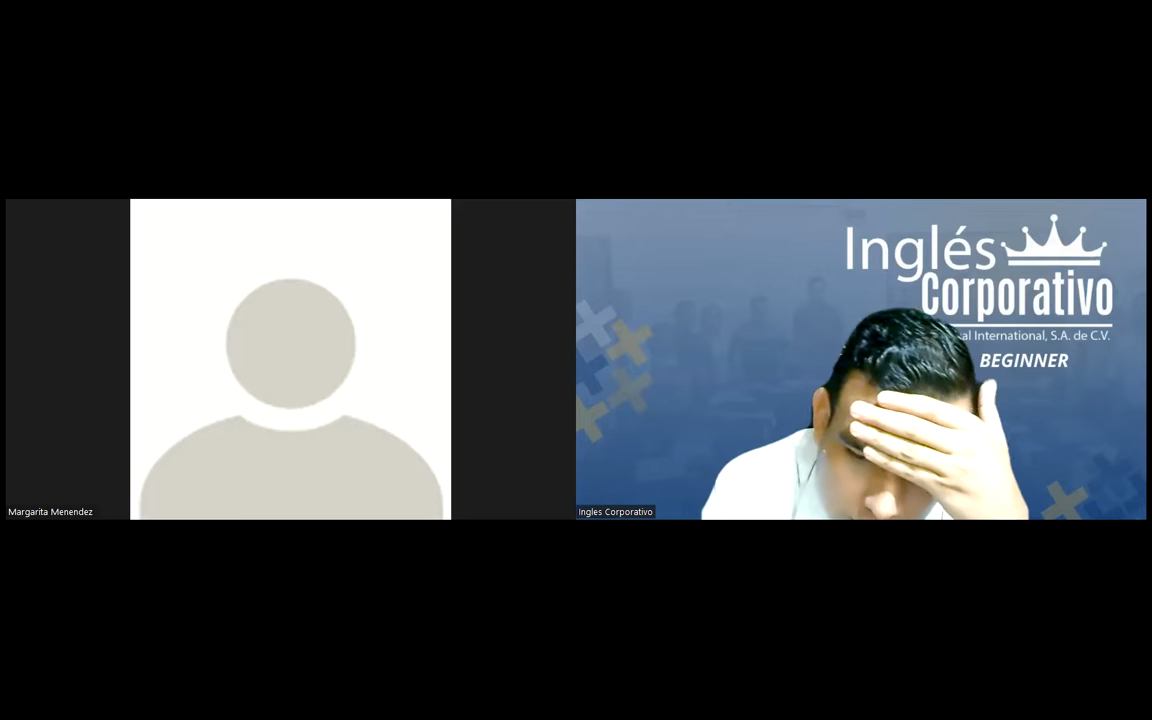 Inglés
Corporativo
al International, S.A. de C.V.
BEGINNER
Margarita Menendez
Ingles Corporativo